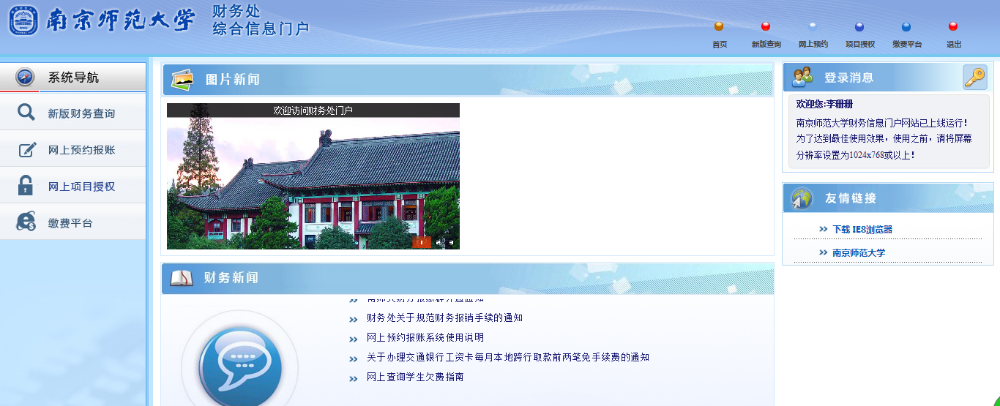 南京师范大学
财务处
综合信息门户
首页
新版查询
网上预约
项目授权
缴费平台
退出
系统导航
新版财务查询
网上预约报账
网上项目授权
缴费平台
图片新闻
欢迎访问财务处门户
1 2 3
财务新闻
财务处关于规范财务报销手续的通知
网上预约报账系统使用说明
关于办理交通银行工资卡每月本地跨行取款前两笔免手续费的通知
网上查询学生欠费指南
登录消息
欢迎您:李珊珊
南京师范大学财务信息门户网站已上线运行!
为了达到最佳使用效果，使用之前，请将屏幕
分辨率设置为1024x768或以上!
友情链接
下载 IE8浏览器
南京师范大学